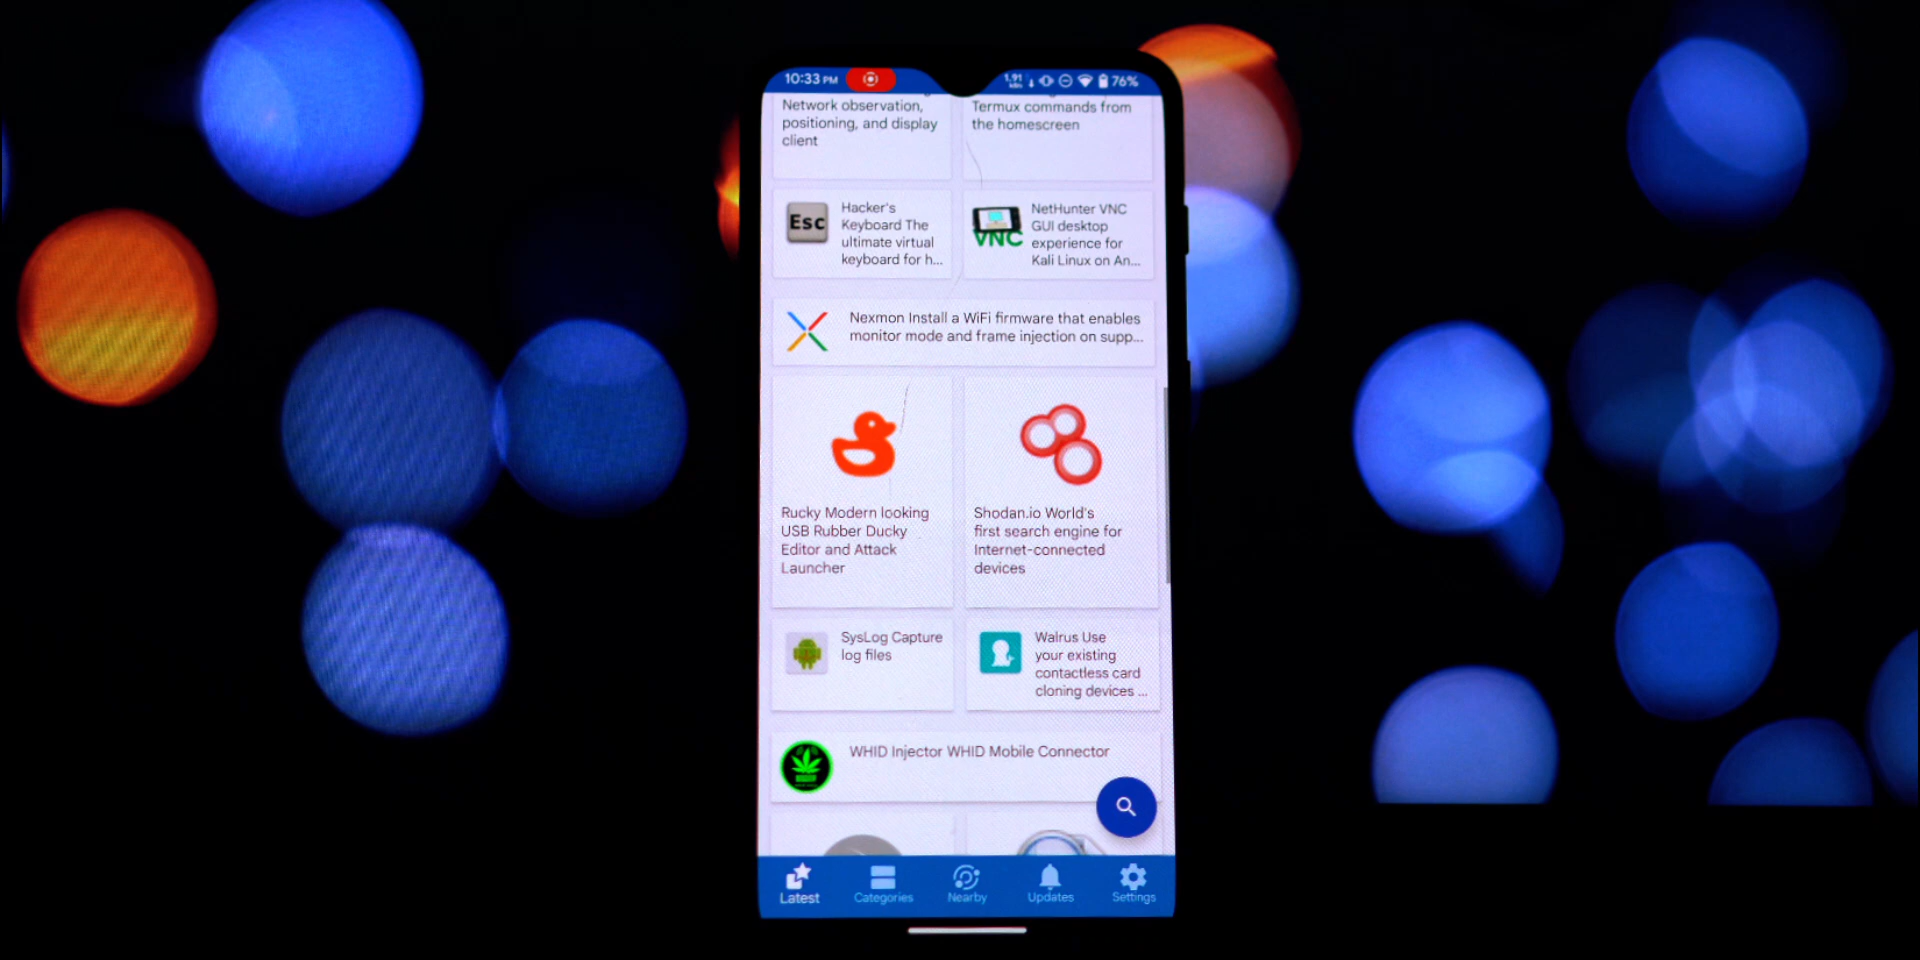 10:33 PM
1.91
76%
Network observation,
positioning, and display
client
Termux commands from
the homescreen
Esc
Hacker's
Keyboard The
ultimate virtual
keyboard for h...
VNC
NetHunter VNC
GUI desktop
experience for
Kali Linux on An...
Nexmon Install a WiFi firmware that enables
monitor mode and frame injection on supp...
Rucky Modern looking
USB Rubber Ducky
Editor and Attack
Launcher
Shodan.io World's
first search engine for
Internet-connected
devices
SysLog Capture
log files
Walrus Use
your existing
contactless card
cloning devices ...
WHID Injector WHID Mobile Connector
Latest
Categories
Nearby
Updates
Settings